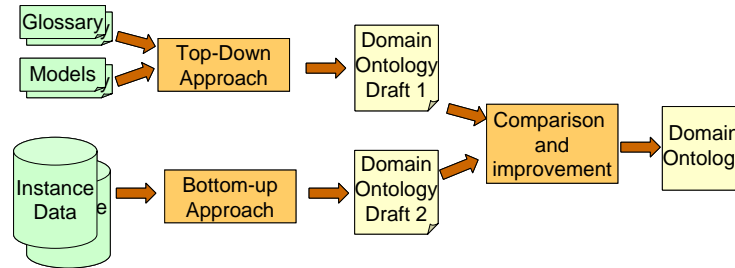 Glossary
Models
Top-Down
Approach
Domain
Ontology
Draft 1
Comparison
and
improvement
Domain
Ontolog
Instance
Data
e
Bottom-up
Approach
Domain
Ontology
Draft 2